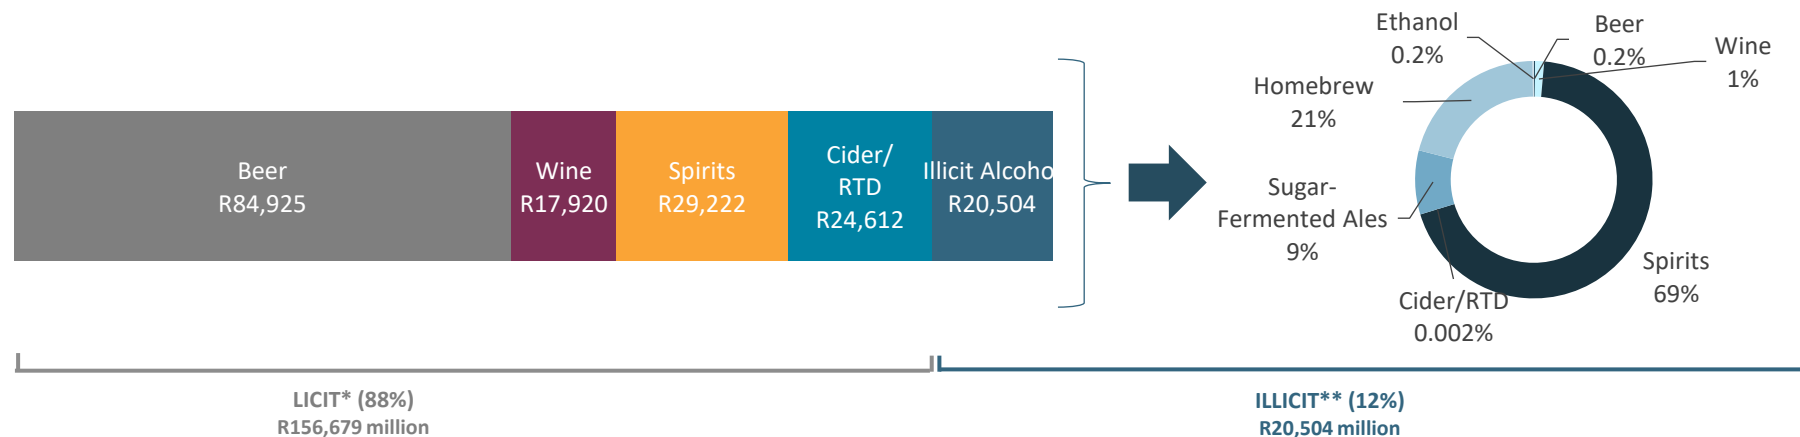 Beer
R84,925
Wine
R17,920
Spirits
R29,222
Cider/
RTD
R24,612
Illicit Alcohol
R20,504
Ethanol
0.2%
Beer
0.2%
Wine
1%
Homebrew
21%
Sugar-
Fermented Ales
9%
Cider/RTD
0.002%
Spirits
69%
LICIT* (88%)
R156,679 million
ILLICIT** (12%)
R20,504 million